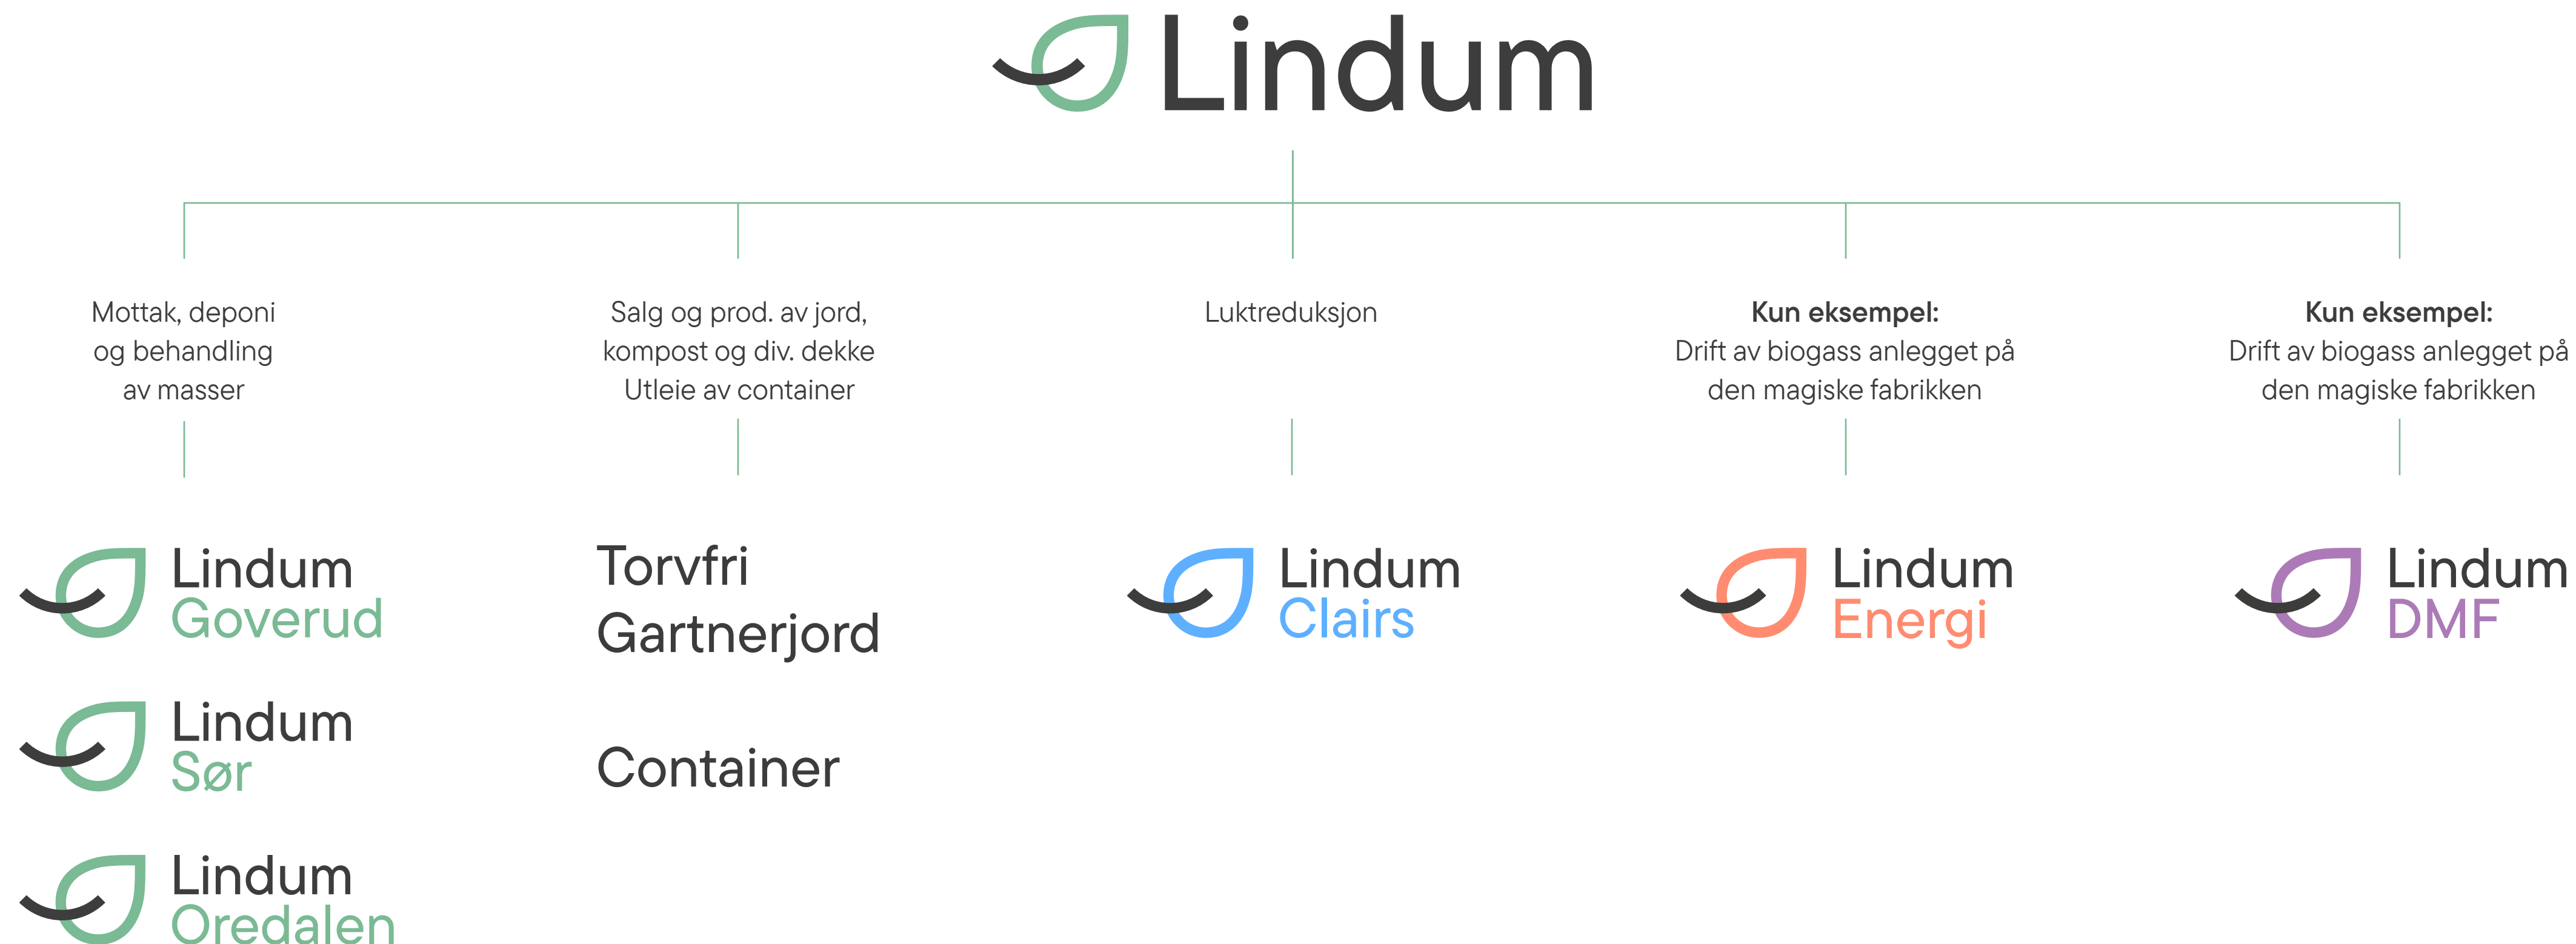 Lindum
Mottak, deponi
og behandling
av masser
Salg og prod. av jord,
kompost og div. dekke
Utleie av container
Luktreduksjon
Kun eksempel:
Drift av biogass anlegget på
den magiske fabrikken
Kun eksempel:
Drift av biogass anlegget på
den magiske fabrikken
Lindum
Goverud
Lindum
Sør
Lindum
Oredalen
Torvfri
Gartnerjord
Container
Lindum
Clairs
Lindum
Energi
Lindum
DMF